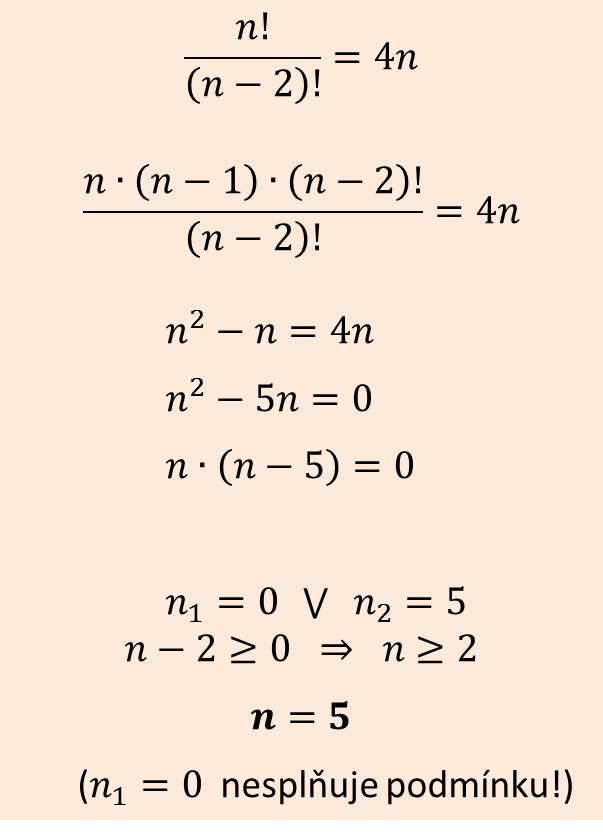 n!
(n − 2)! = 4n
n · (n − 1) · (n − 2)!
(n − 2)! = 4n
n² − n = 4n
n² − 5n = 0
n · (n − 5) = 0
n₁ = 0 ⋁ n₂ = 5
n − 2 ≥ 0 ⇒ n ≥ 2
n = 5
(n₁ = 0 nesplňuje podmínku!)